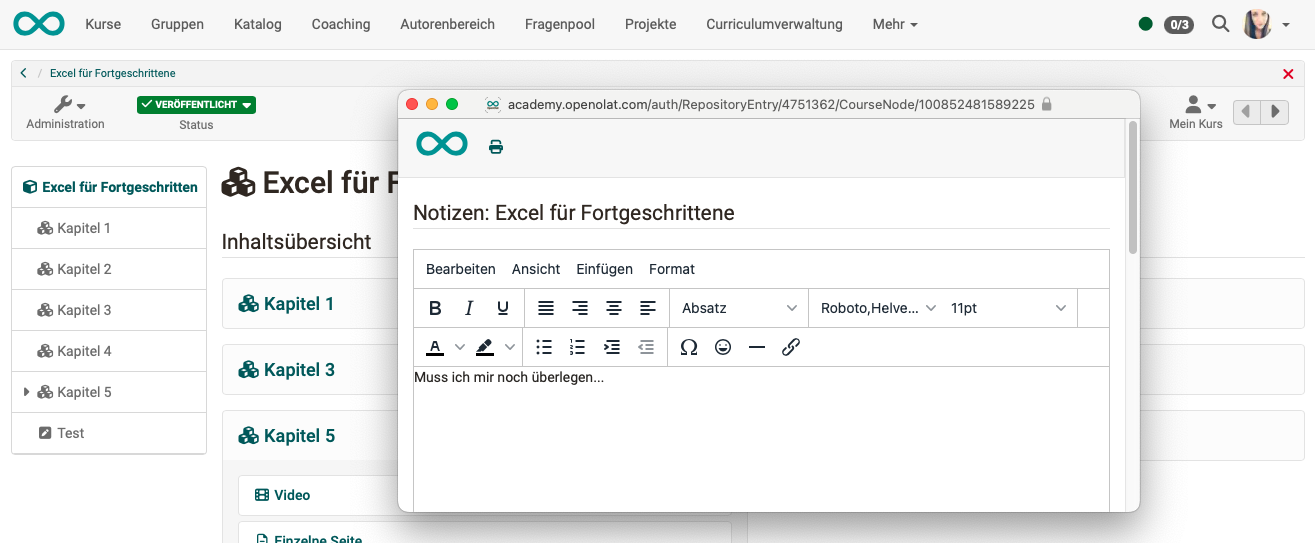 Kurse Gruppen Katalog Coaching Autorenbereich Fragenpool Projekte Curriculumverwaltung Mehr 0/3
/ Excel für Fortgeschrittene
Administration
VERÖFFENTLICHT
Status
Mein Kurs
Excel für Fortgeschritten
Kapitel 1
Kapitel 2
Kapitel 3
Kapitel 4
Kapitel 5
Test
Excel für F
Inhaltsübersicht
Kapitel 1
Kapitel 3
Kapitel 5
Video
Einzelne Seite
academy.openolat.com/auth/RepositoryEntry/4751362/CourseNode/100852481589225
Notizen: Excel für Fortgeschrittene
Bearbeiten Ansicht Einfügen Format
B I U Absatz Roboto,Helve... 11pt
A Ω
Muss ich mir noch überlegen...